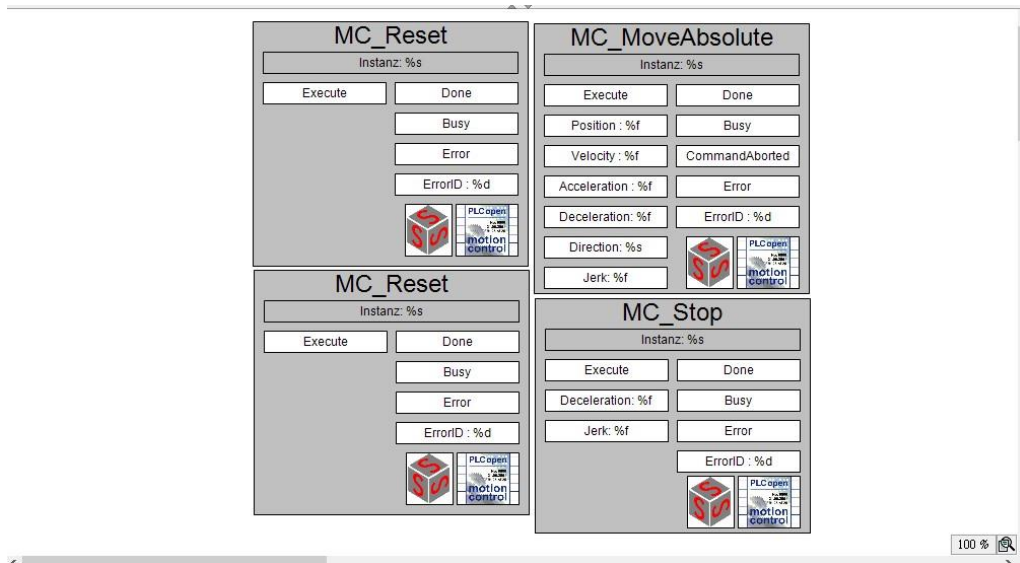 MC_Reset
Instanz: %s
Execute
Done
Busy
Error
ErrorID : %d
PLCopen
motion
control
MC_MoveAbsolute
Instanz: %s
Execute
Done
Position : %f
Busy
Velocity : %f
CommandAborted
Acceleration : %f
Error
Deceleration: %f
ErrorID : %d
Direction: %s
Jerk: %f
PLCopen
motion
control
MC_Reset
Instanz: %s
Execute
Done
Busy
Error
ErrorID : %d
PLCopen
motion
control
MC_Stop
Instanz: %s
Execute
Done
Deceleration: %f
Busy
Jerk: %f
Error
ErrorID : %d
PLCopen
motion
control
100 %